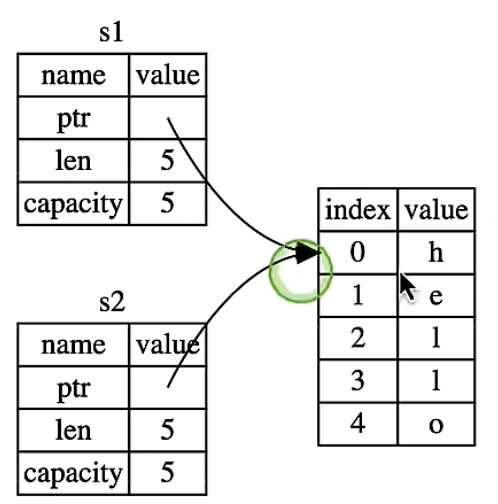 s1
name value
ptr
len 5
capacity 5
s2
name value
ptr
len 5
capacity 5
index value
0 h
1 e
2 l
3 l
4 o